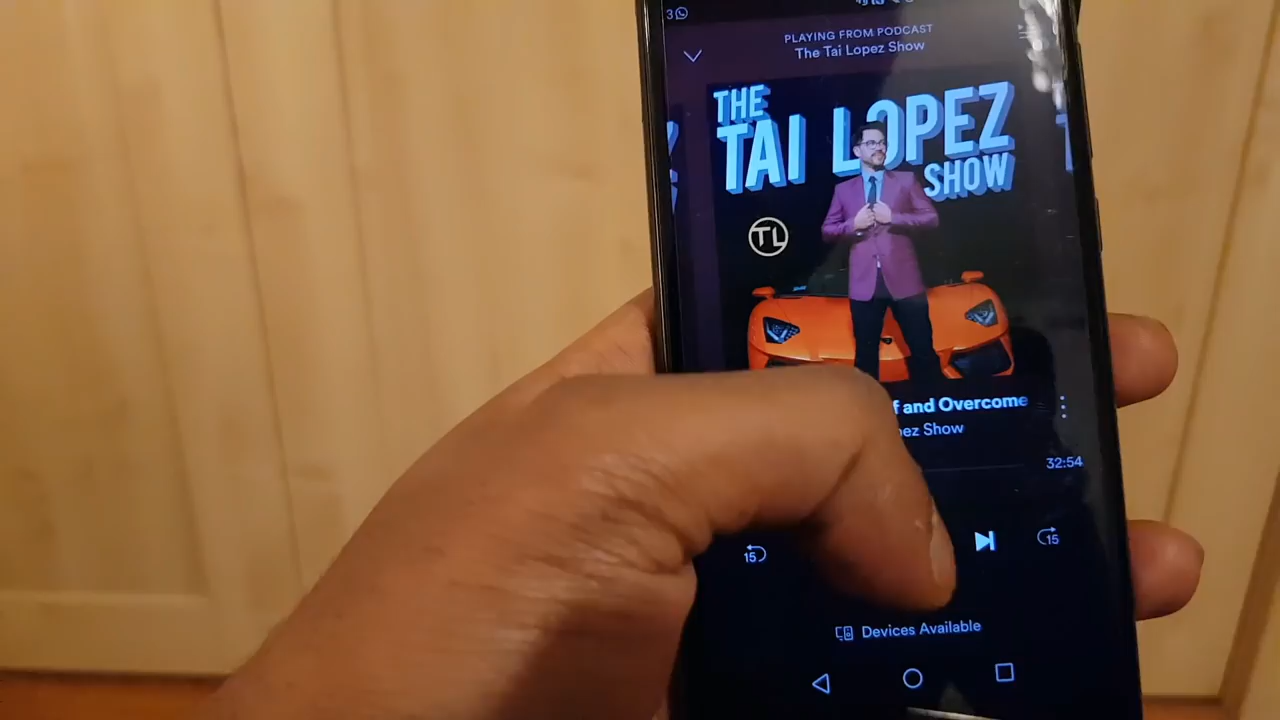 3
PLAYING FROM PODCAST
The Tai Lopez Show
THE
TAI LOPEZ
SHOW
TL
and Overcome
Show
32:54
15
15
Devices Available